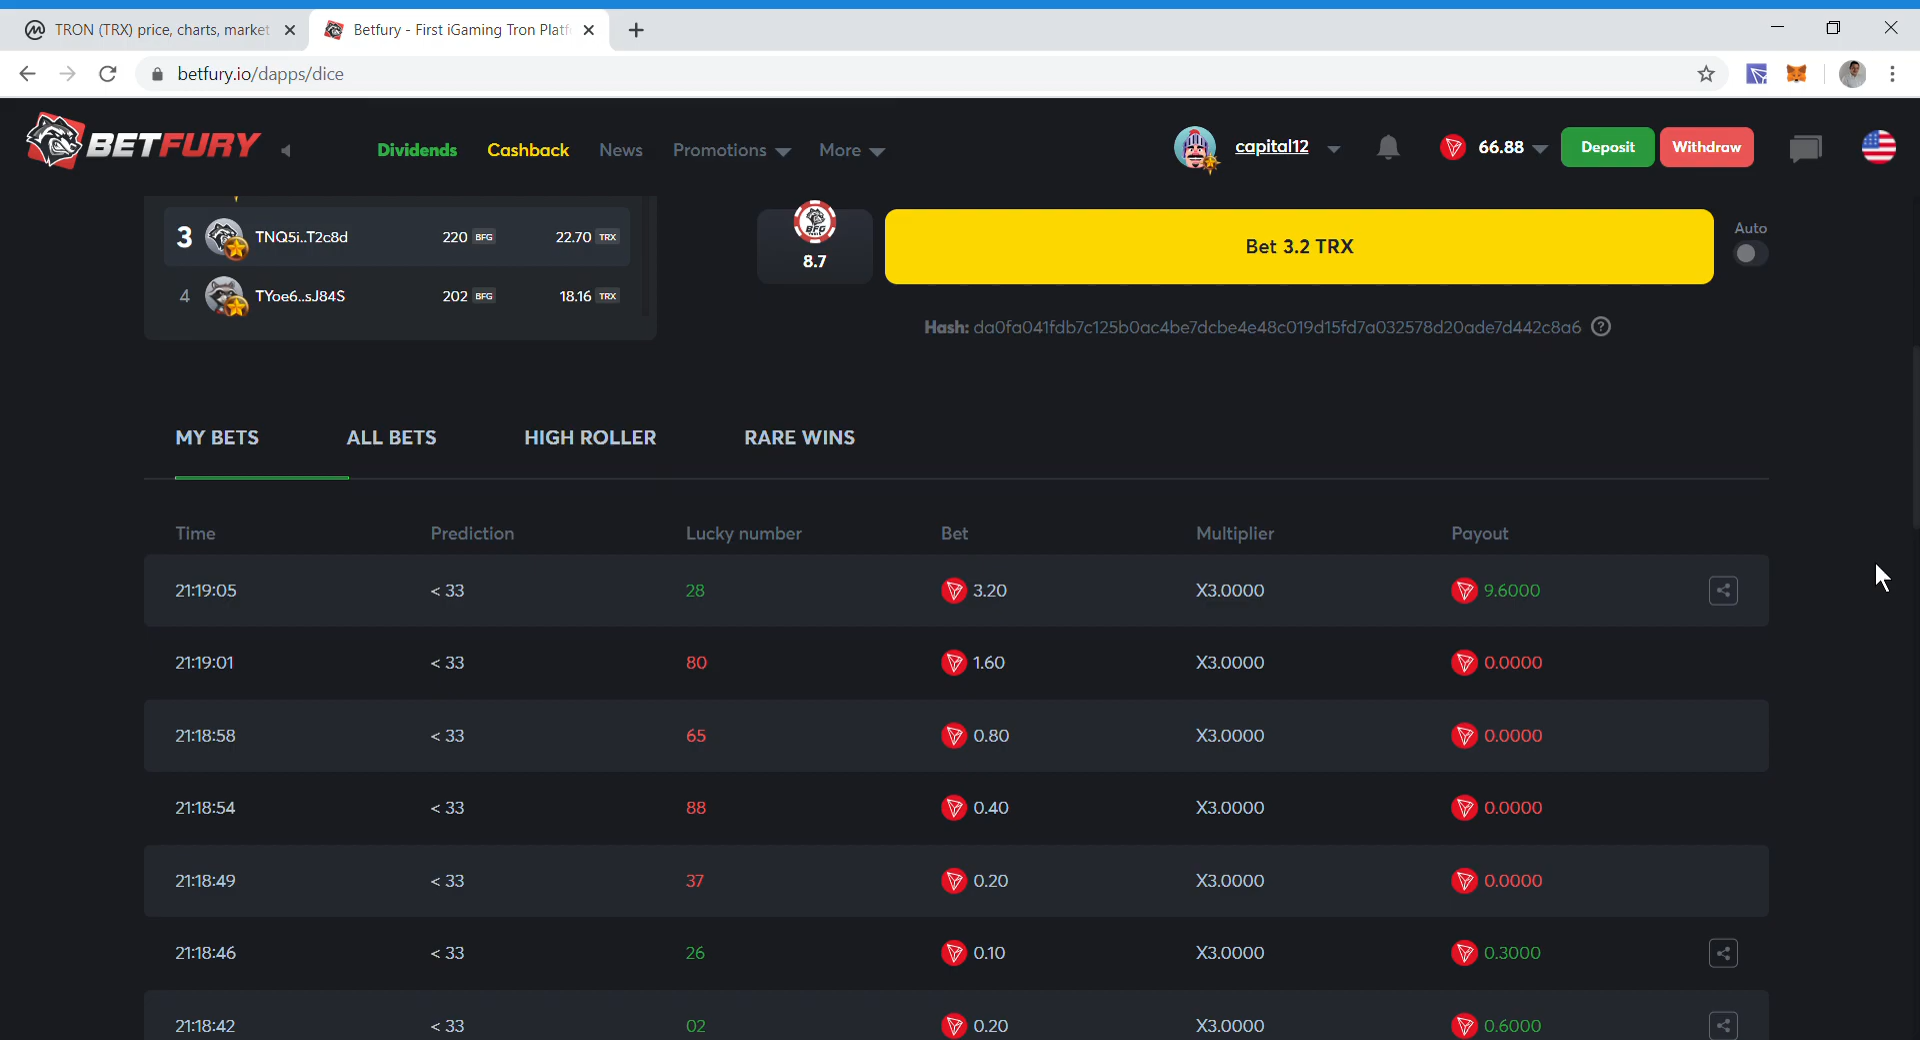 TRON (TRX) price, charts, market
Betfury - First iGaming Tron Platf
betfury.io/dapps/dice
BETFURY
Dividends
Cashback
News
Promotions
More
capital12
66.88
Deposit
Withdraw
3 TNQ5i..T2c8d 220 BFG 22.70 TRX
4 TYoe6..sJ84S 202 BFG 18.16 TRX
BFG
8.7
Bet 3.2 TRX
Auto
Hash: da0fa041fdb7c125b0ac4be7dcbe4e48c019d15fd7a032578d20ade7d442c8a6 ?
MY BETS ALL BETS HIGH ROLLER RARE WINS
Time Prediction Lucky number Bet Multiplier Payout
21:19:05 < 33 28 3.20 X3.0000 9.6000
21:19:01 < 33 80 1.60 X3.0000 0.0000
21:18:58 < 33 65 0.80 X3.0000 0.0000
21:18:54 < 33 88 0.40 X3.0000 0.0000
21:18:49 < 33 37 0.20 X3.0000 0.0000
21:18:46 < 33 26 0.10 X3.0000 0.3000
21:18:42 < 33 02 0.20 X3.0000 0.6000